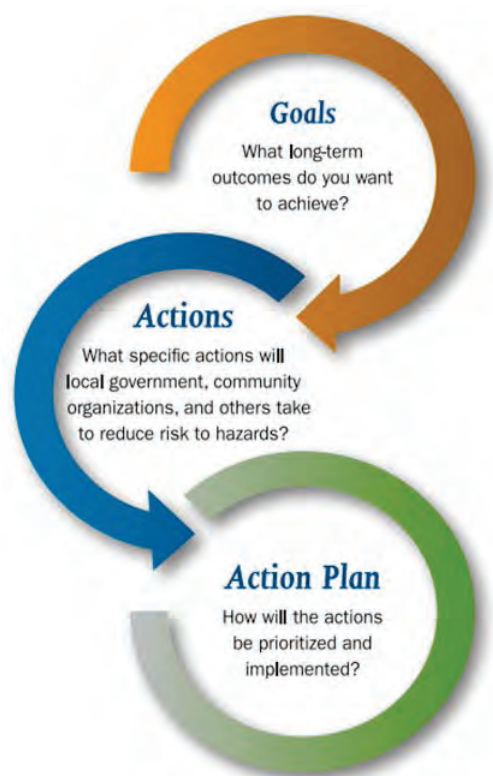 Goals
What long-term
outcomes do you want
to achieve?
Actions
What specific actions will
local government, community
organizations, and others take
to reduce risk to hazards?
Action Plan
How will the actions
be prioritized and
implemented?